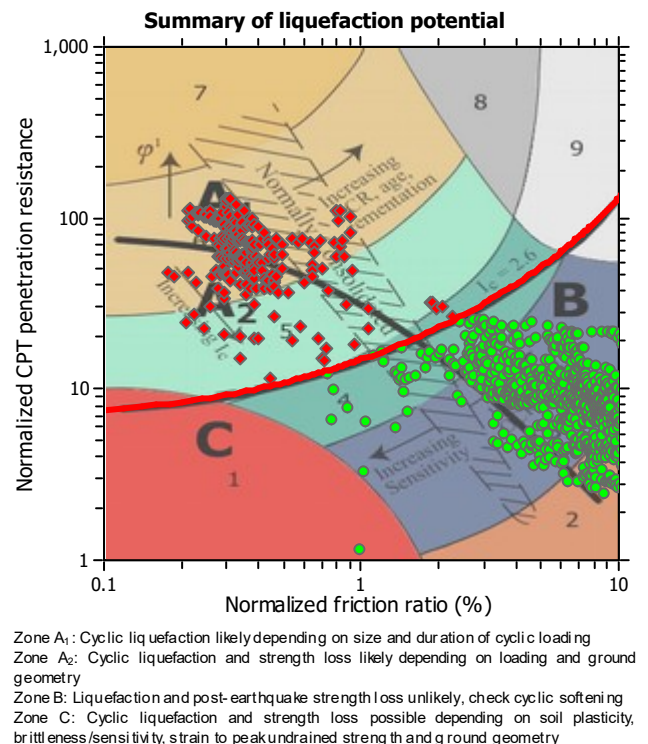 Summary of liquefaction potential
1,000
7
8
9
φ'
Increasing
OCR, age,
cementation
Normally consolidated
100
A₁
I c = 2.6
B
A₂
Increasing Ic
5
10
4
C
1
Increasing
Sensitivity
2
1
0.1
1
10
Normalized CPT penetration resistance
Normalized friction ratio (%)
Zone A₁: Cyclic liquefaction likely depending on size and duration of cyclic loading
Zone A₂: Cyclic liquefaction and strength loss likely depending on loading and ground
geometry
Zone B: Liquefaction and post-earthquake strength loss unlikely, check cyclic softening
Zone C: Cyclic liquefaction and strength loss possible depending on soil plasticity,
brittleness/sensitivity, strain to peak undrained strength and ground geometry